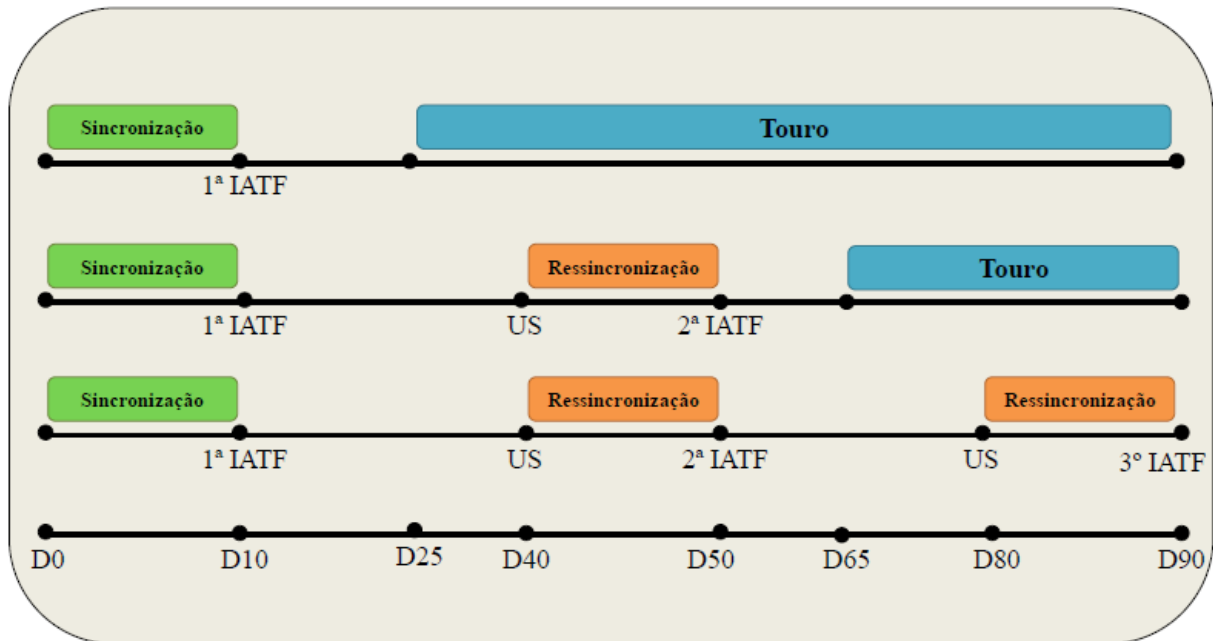 Sincronização
Touro
1ª IATF
Sincronização
Ressincronização
Touro
1ª IATF
US
2ª IATF
Sincronização
Ressincronização
Ressincronização
1ª IATF
US
2ª IATF
US
3º IATF
D0
D10
D25
D40
D50
D65
D80
D90